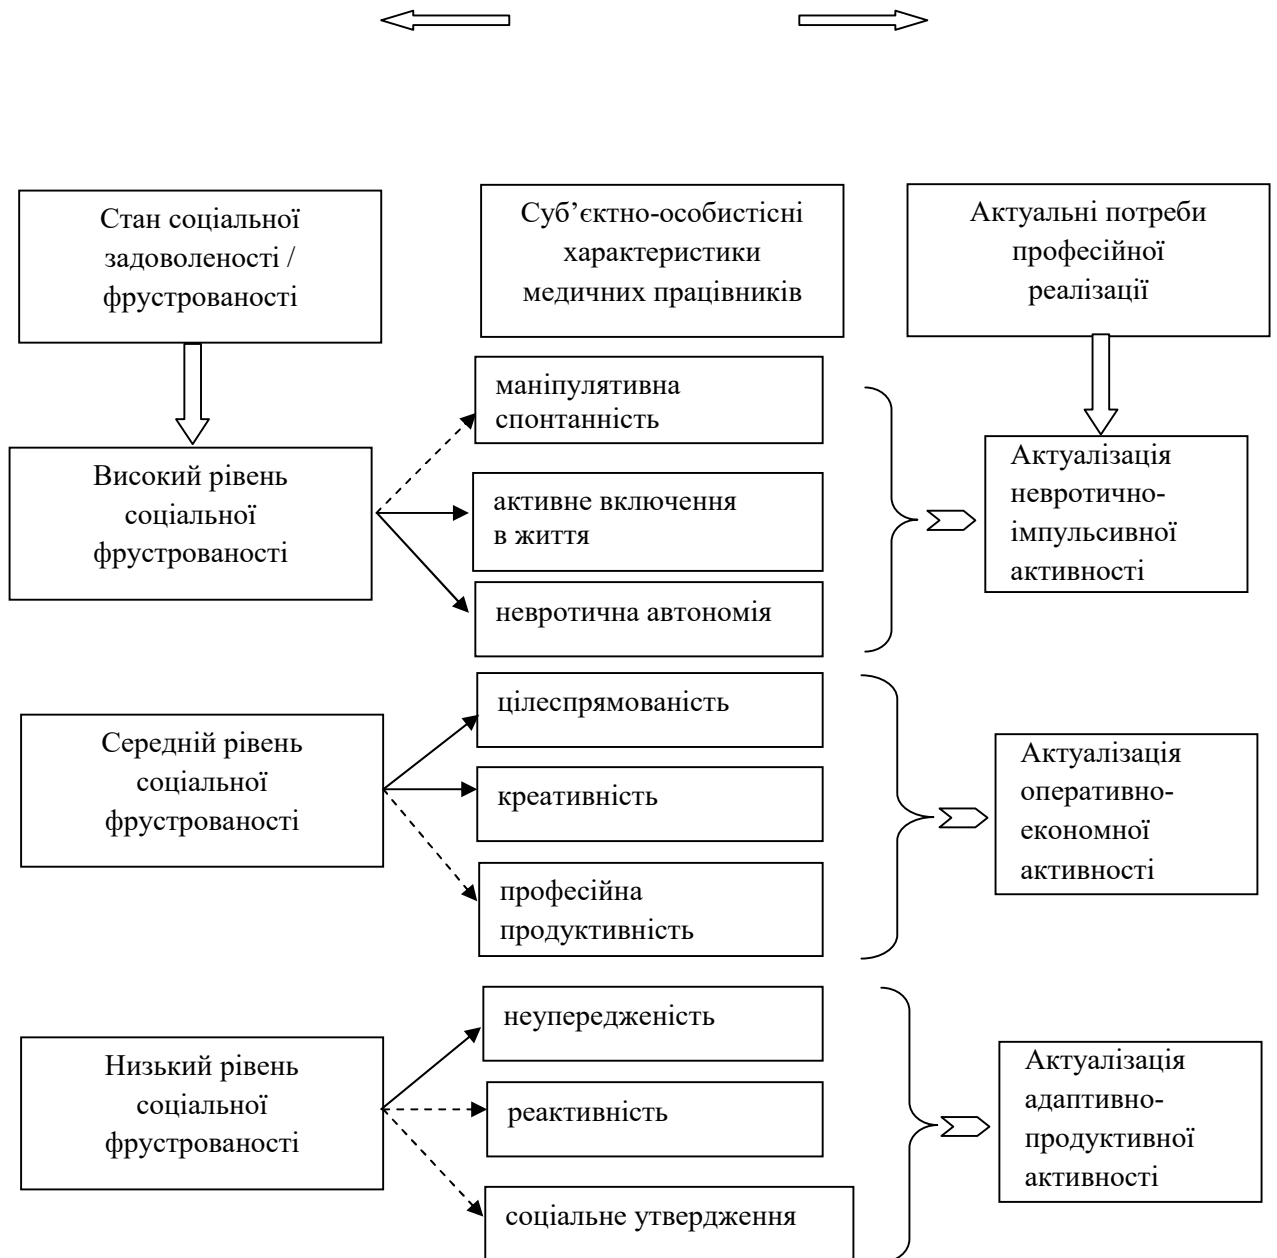 Стан соціальної
задоволеності /
фрустрованості
Суб’єктно-особистісні
характеристики
медичних працівників
Актуальні потреби
професійної
реалізації
Високий рівень
соціальної
фрустрованості
маніпулятивна
спонтанність
активне включення
в життя
невротична автономія
Актуалізація
невротично-
імпульсивної
активності
Середній рівень
соціальної
фрустрованості
цілеспрямованість
креативність
професійна
продуктивність
Актуалізація
оперативно-
економної
активності
Низький рівень
соціальної
фрустрованості
неупередженість
реактивність
соціальне утвердження
Актуалізація
адаптивно-
продуктивної
активності